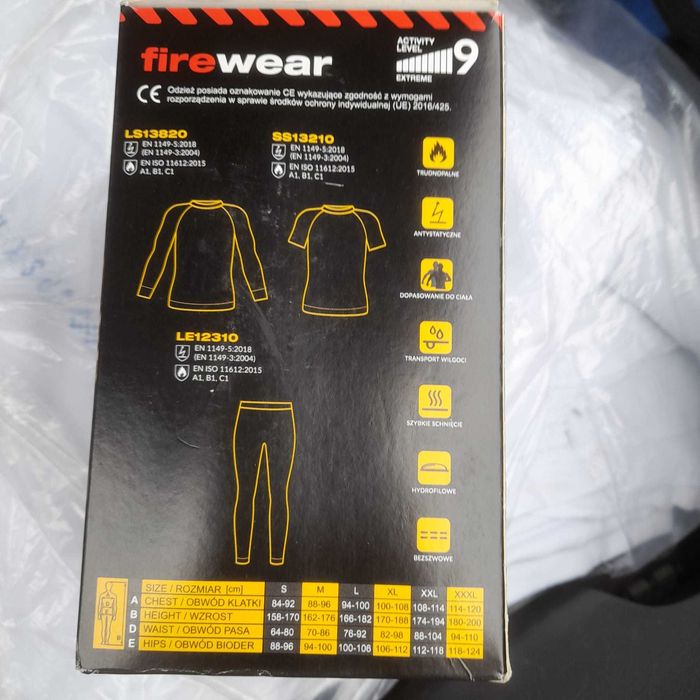 firewear
ACTIVITY
LEVEL
9
EXTREME
CE Odzież posiada oznakowanie CE wykazujące zgodność z wymogami
rozporządzenia w sprawie środków ochrony indywidualnej (UE) 2016/425.
LS13820
EN 1149-5:2018
(EN 1149-3:2004)
EN ISO 11612:2015
A1, B1, C1
SS13210
EN 1149-5:2018
(EN 1149-3:2004)
EN ISO 11612:2015
A1, B1, C1
LE12310
EN 1149-5:2018
(EN 1149-3:2004)
EN ISO 11612:2015
A1, B1, C1
TRUDNOPALNE
ANTYSTATYCZNE
DOPASOWANIE DO CIAŁA
TRANSPORT WILGOCI
SZYBKIE SCHNIĘCIE
HYDROFILOWE
BEZSZWOWE
SIZE / ROZMIAR [cm] S M L XL XXL XXXL
A CHEST / OBWÓD KLATKI 84-92 88-96 94-100 100-108 108-114 114-120
B HEIGHT / WZROST 158-170 162-176 166-182 170-188 174-194 180-200
D WAIST / OBWÓD PASA 64-80 70-86 76-92 82-98 88-104 94-110
E HIPS / OBWÓD BIODER 88-96 94-100 100-106 106-112 112-118 118-124